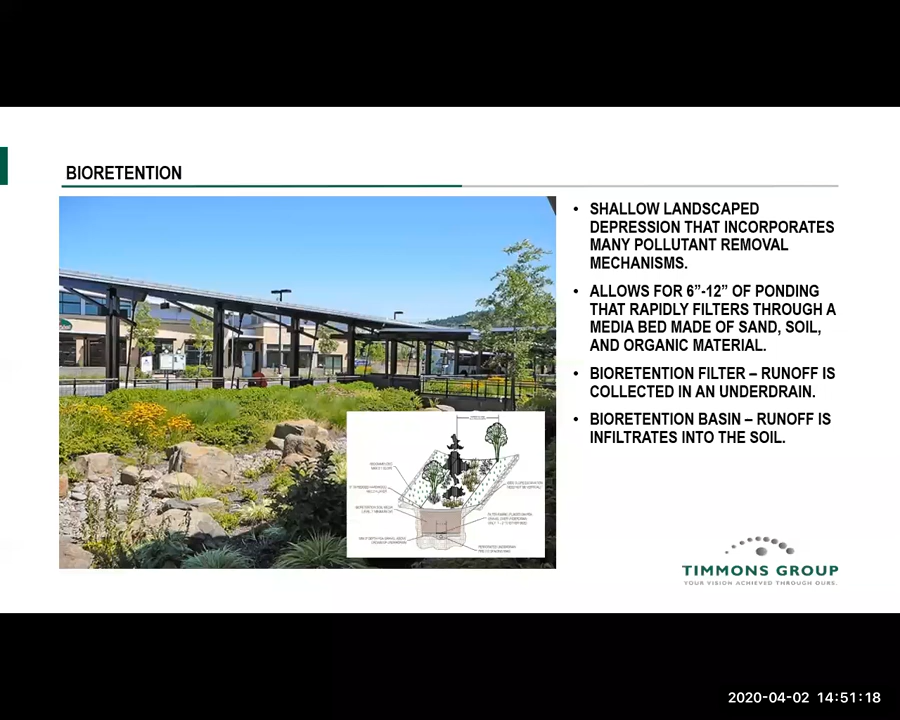 BIORETENTION
• SHALLOW LANDSCAPED
DEPRESSION THAT INCORPORATES
MANY POLLUTANT REMOVAL
MECHANISMS.
• ALLOWS FOR 6”-12” OF PONDING
THAT RAPIDLY FILTERS THROUGH A
MEDIA BED MADE OF SAND, SOIL,
AND ORGANIC MATERIAL.
• BIORETENTION FILTER – RUNOFF IS
COLLECTED IN AN UNDERDRAIN.
• BIORETENTION BASIN – RUNOFF IS
INFILTRATES INTO THE SOIL.
TIMMONS GROUP
YOUR VISION ACHIEVED THROUGH OURS.
2020-04-02 14:51:18